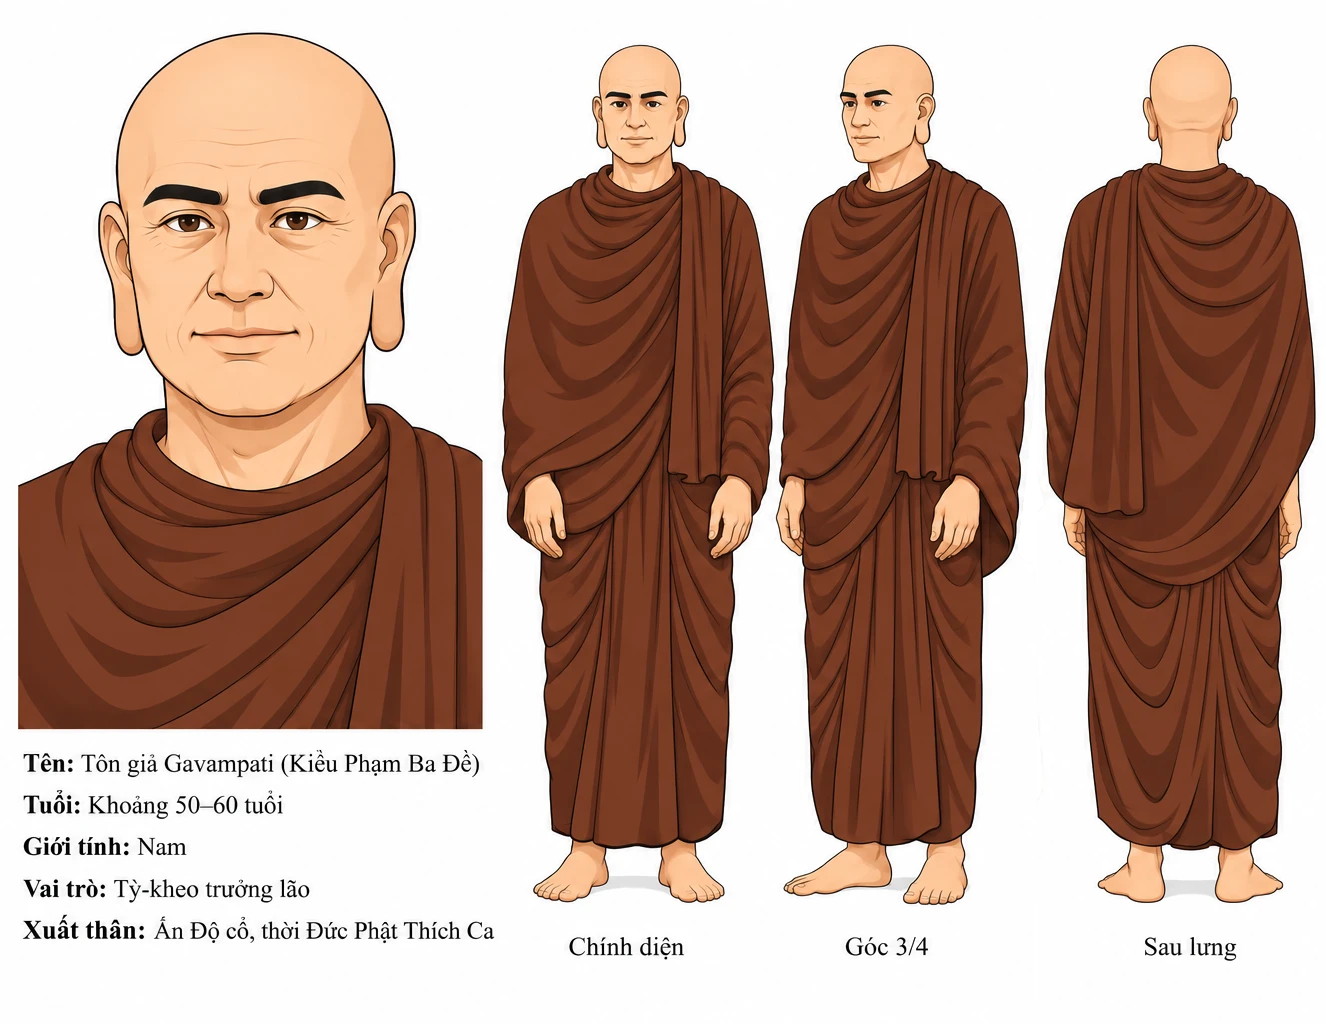 Tên: Tôn giả Gavampati (Kiều Phạm Ba Đề)
Tuổi: Khoảng 50–60 tuổi
Giới tính: Nam
Vai trò: Tỳ-kheo trưởng lão
Xuất thân: Ấn Độ cổ, thời Đức Phật Thích Ca
Chính diện
Góc 3/4
Sau lưng